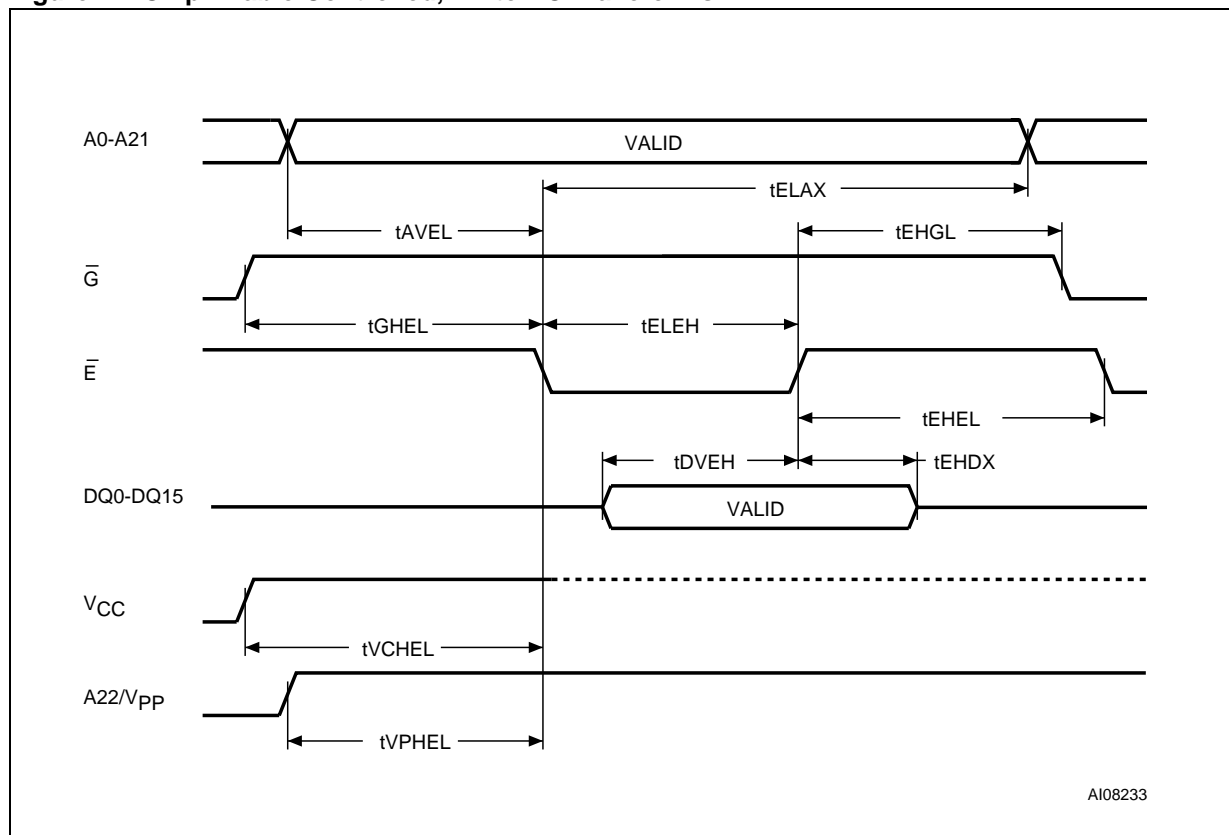 A0-A21
VALID
tELAX
tAVEL
tEHGL
G̅
tGHEL
tELEH
E̅
tEHEL
tDVEH
tEHDX
DQ0-DQ15
VALID
VCC
tVCHEL
A22/VPP
tVPHEL
AI08233